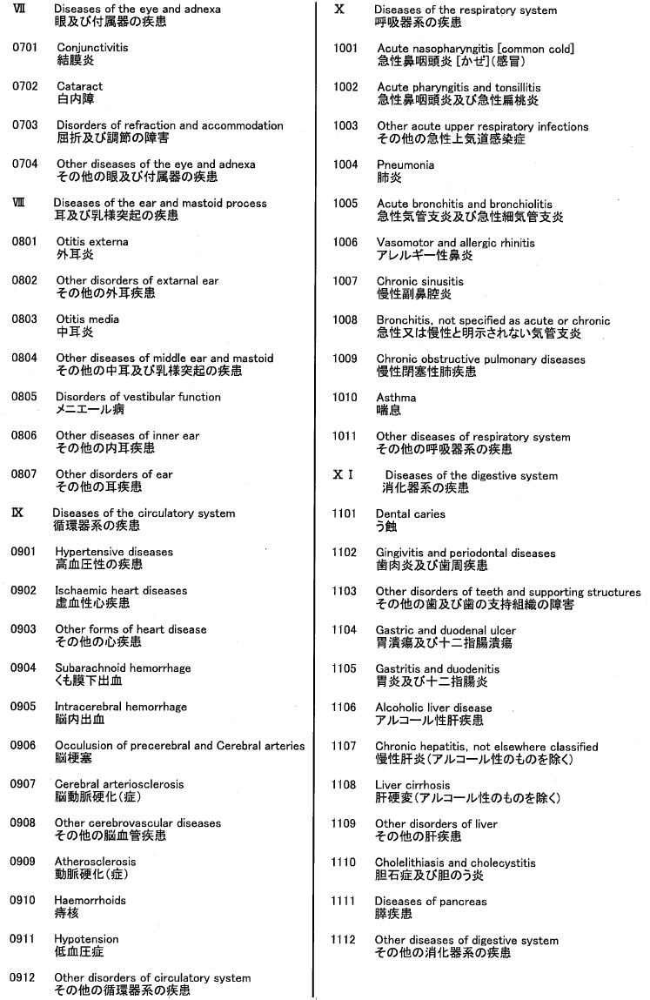 Ⅶ Diseases of the eye and adnexa
眼及び付属器の疾患
0701 Conjunctivitis
結膜炎
0702 Cataract
白内障
0703 Disorders of refraction and accommodation
屈折及び調節の障害
0704 Other diseases of the eye and adnexa
その他の眼及び付属器の疾患
Ⅷ Diseases of the ear and mastoid process
耳及び乳様突起の疾患
0801 Otitis externa
外耳炎
0802 Other disorders of extarnal ear
その他の外耳疾患
0803 Otitis media
中耳炎
0804 Other diseases of middle ear and mastoid
その他の中耳及び乳様突起の疾患
0805 Disorders of vestibular function
メニエール病
0806 Other diseases of inner ear
その他の内耳疾患
0807 Other disorders of ear
その他の耳疾患
Ⅸ Diseases of the circulatory system
循環器系の疾患
0901 Hypertensive diseases
高血圧性の疾患
0902 Ischaemic heart diseases
虚血性心疾患
0903 Other forms of heart disease
その他の心疾患
0904 Subarachnoid hemorrhage
くも膜下出血
0905 Intracerebral hemorrhage
脳内出血
0906 Occulusion of precerebral and Cerebral arteries
脳梗塞
0907 Cerebral arteriosclerosis
脳動脈硬化(症)
0908 Other cerebrovascular diseases
その他の脳血管疾患
0909 Atherosclerosis
動脈硬化(症)
0910 Haemorrhoids
痔核
0911 Hypotension
低血圧症
0912 Other disorders of circulatory system
その他の循環器系の疾患
Ⅹ Diseases of the respiratory system
呼吸器系の疾患
1001 Acute nasopharyngitis [common cold]
急性鼻咽頭炎[かぜ](感冒)
1002 Acute pharyngitis and tonsillitis
急性鼻咽頭炎及び急性扁桃炎
1003 Other acute upper respiratory infections
その他の急性上気道感染症
1004 Pneumonia
肺炎
1005 Acute bronchitis and bronchiolitis
急性気管支炎及び急性細気管支炎
1006 Vasomotor and allergic rhinitis
アレルギー性鼻炎
1007 Chronic sinusitis
慢性副鼻腔炎
1008 Bronchitis, not specified as acute or chronic
急性又は慢性と明示されない気管支炎
1009 Chronic obstructive pulmonary diseases
慢性閉塞性肺疾患
1010 Asthma
喘息
1011 Other diseases of respiratory system
その他の呼吸器系の疾患
ⅩⅠ Diseases of the digestive system
消化器系の疾患
1101 Dental caries
う蝕
1102 Gingivitis and periodontal diseases
歯肉炎及び歯周疾患
1103 Other disorders of teeth and supporting structures
その他の歯及び歯の支持組織の障害
1104 Gastric and duodenal ulcer
胃潰瘍及び十二指腸潰瘍
1105 Gastritis and duodenitis
胃炎及び十二指腸炎
1106 Alcoholic liver disease
アルコール性肝疾患
1107 Chronic hepatitis, not elsewhere classified
慢性肝炎(アルコール性のものを除く)
1108 Liver cirrhosis
肝硬変(アルコール性のものを除く)
1109 Other disorders of liver
その他の肝疾患
1110 Cholelithiasis and cholecystitis
胆石症及び胆のう炎
1111 Diseases of pancreas
膵疾患
1112 Other diseases of digestive system
その他の消化器系の疾患